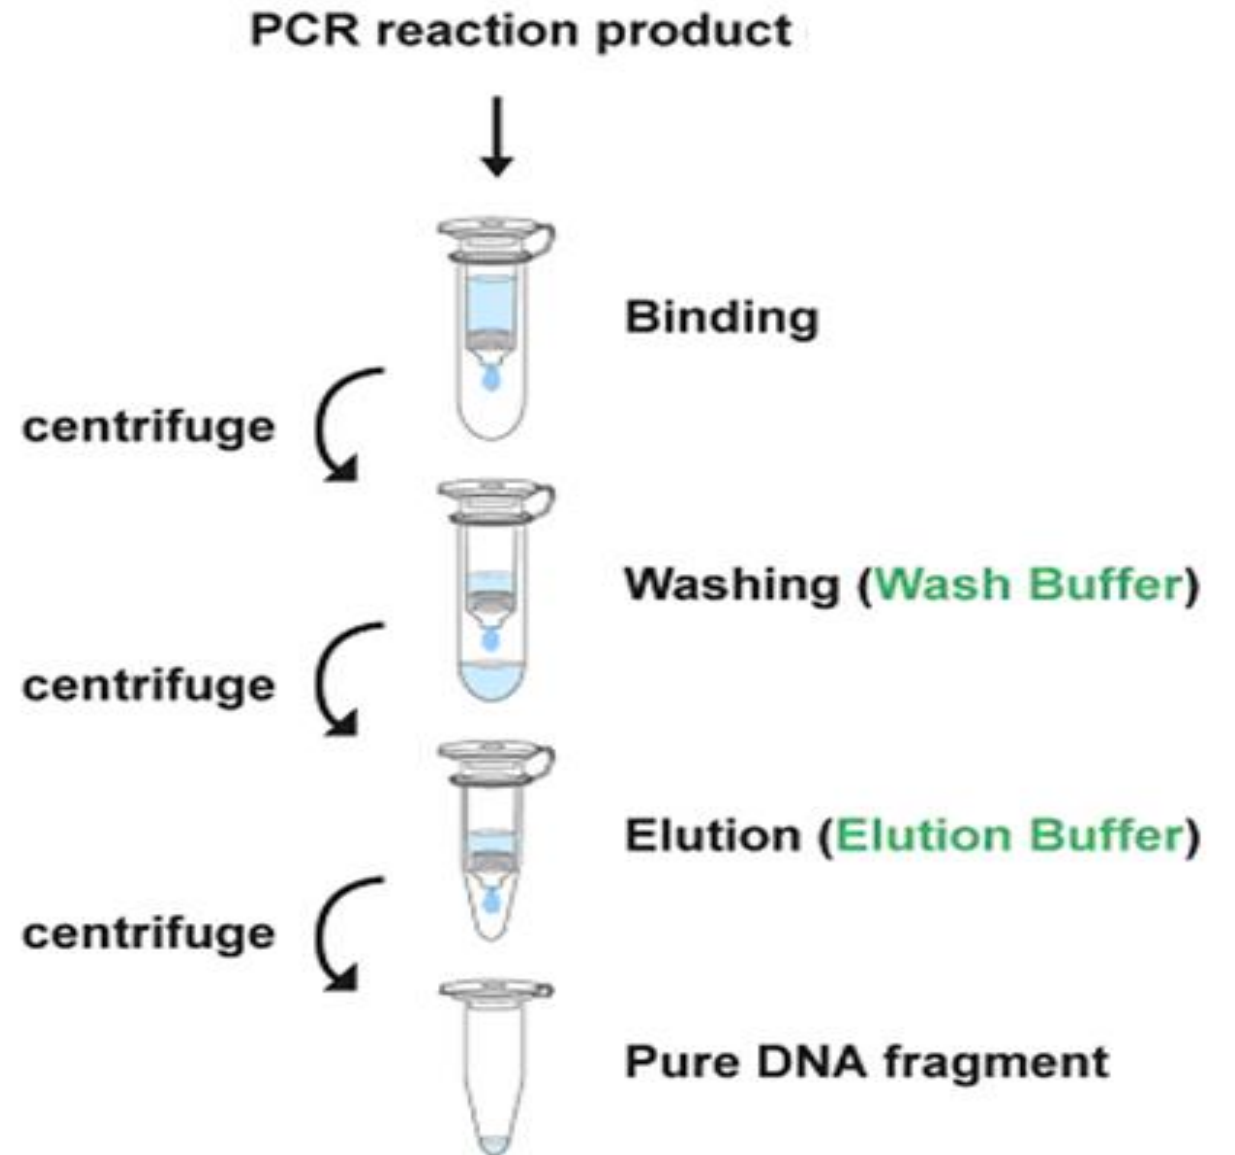 PCR reaction product
Binding
centrifuge
Washing (Wash Buffer)
centrifuge
Elution (Elution Buffer)
centrifuge
Pure DNA fragment